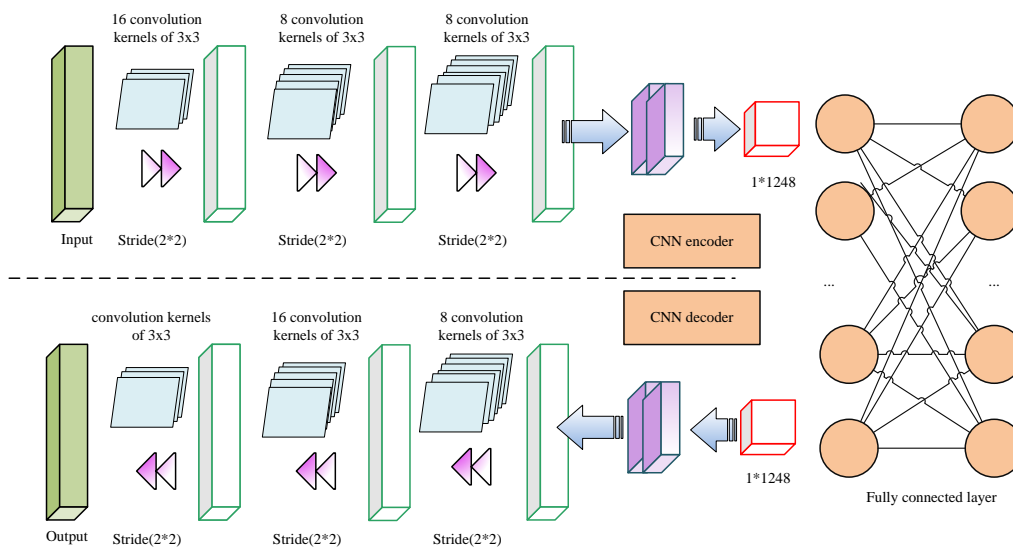 16 convolution
kernels of 3x3
8 convolution
kernels of 3x3
8 convolution
kernels of 3x3
1*1248
Input
Stride(2*2)
Stride(2*2)
Stride(2*2)
CNN encoder
...
...
CNN decoder
convolution kernels
of 3x3
16 convolution
kernels of 3x3
8 convolution
kernels of 3x3
1*1248
Fully connected layer
Output
Stride(2*2)
Stride(2*2)
Stride(2*2)